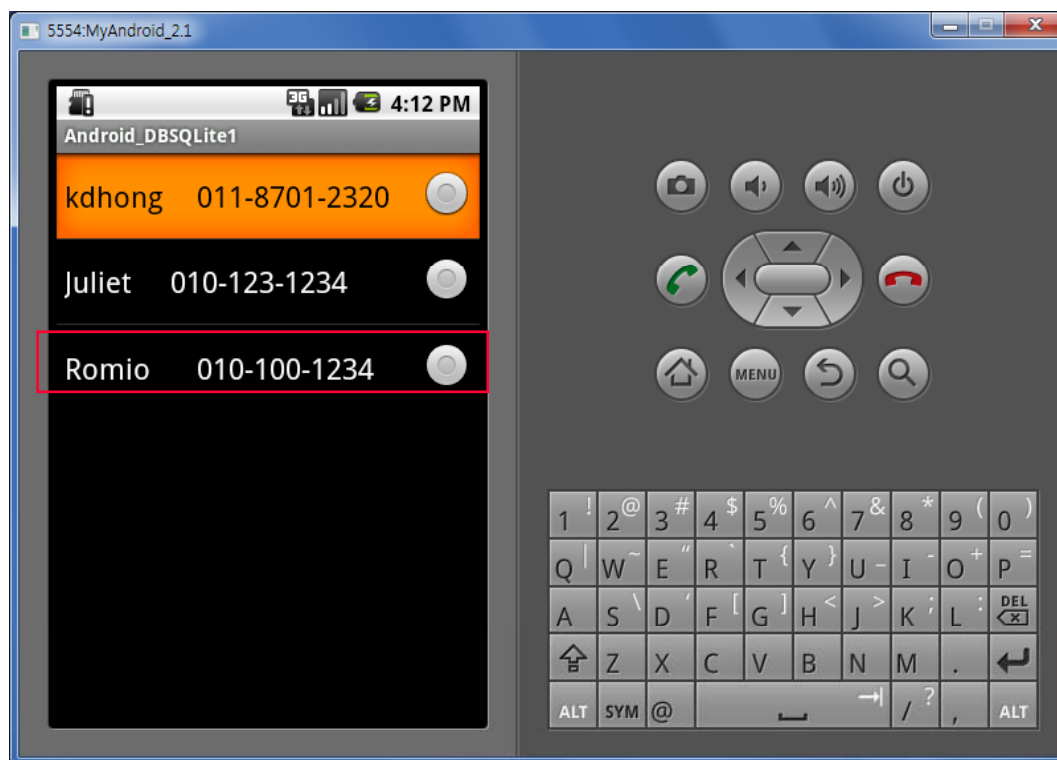 5554:MyAndroid_2.1
3G 4:12 PM
Android_DBSQLite1
kdhong 011-8701-2320
Juliet 010-123-1234
Romio 010-100-1234
MENU
1 ! 2 @ 3 # 4 $ 5 % 6 ^ 7 & 8 * 9 ( 0 )
Q | W ~ E " R ` T { Y } U - I - O + P =
A S \ D ' F [ G ] H < J > K ; L : DEL
Z X C V B N M .
ALT SYM @ / ? , ALT